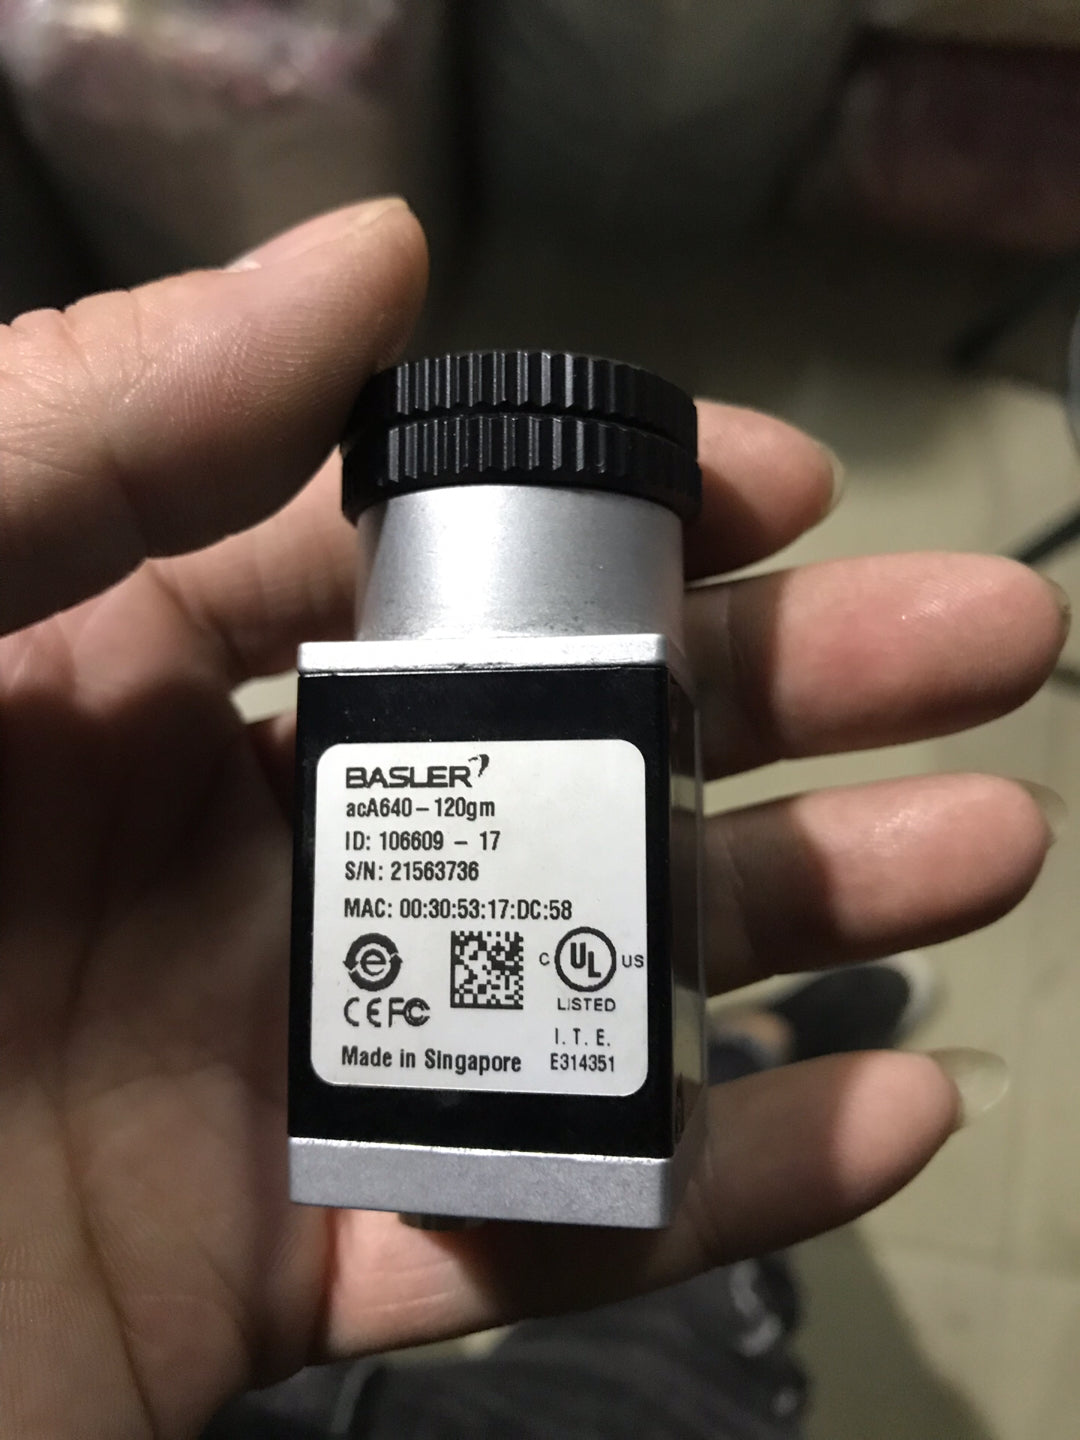 BASLER
acA640-120gm
ID: 106609 - 17
S/N: 21563736
MAC: 00:30:53:17:DC:58
e
C UL US
LISTED
CE FC
I. T. E.
Made in Singapore
E314351